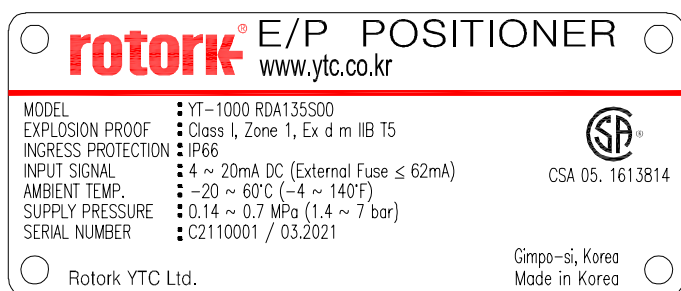 rotork® E/P POSITIONER
www.ytc.co.kr
MODEL : YT-1000 RDA135S00
EXPLOSION PROOF : Class I, Zone 1, Ex d m IIB T5
INGRESS PROTECTION : IP66
INPUT SIGNAL : 4 ~ 20mA DC (External Fuse ≤ 62mA)
AMBIENT TEMP. : -20 ~ 60°C (-4 ~ 140°F)
SUPPLY PRESSURE : 0.14 ~ 0.7 MPa (1.4 ~ 7 bar)
SERIAL NUMBER : C2110001 / 03.2021
SA ®
CSA 05. 1613814
Rotork YTC Ltd.
Gimpo-si, Korea
Made in Korea